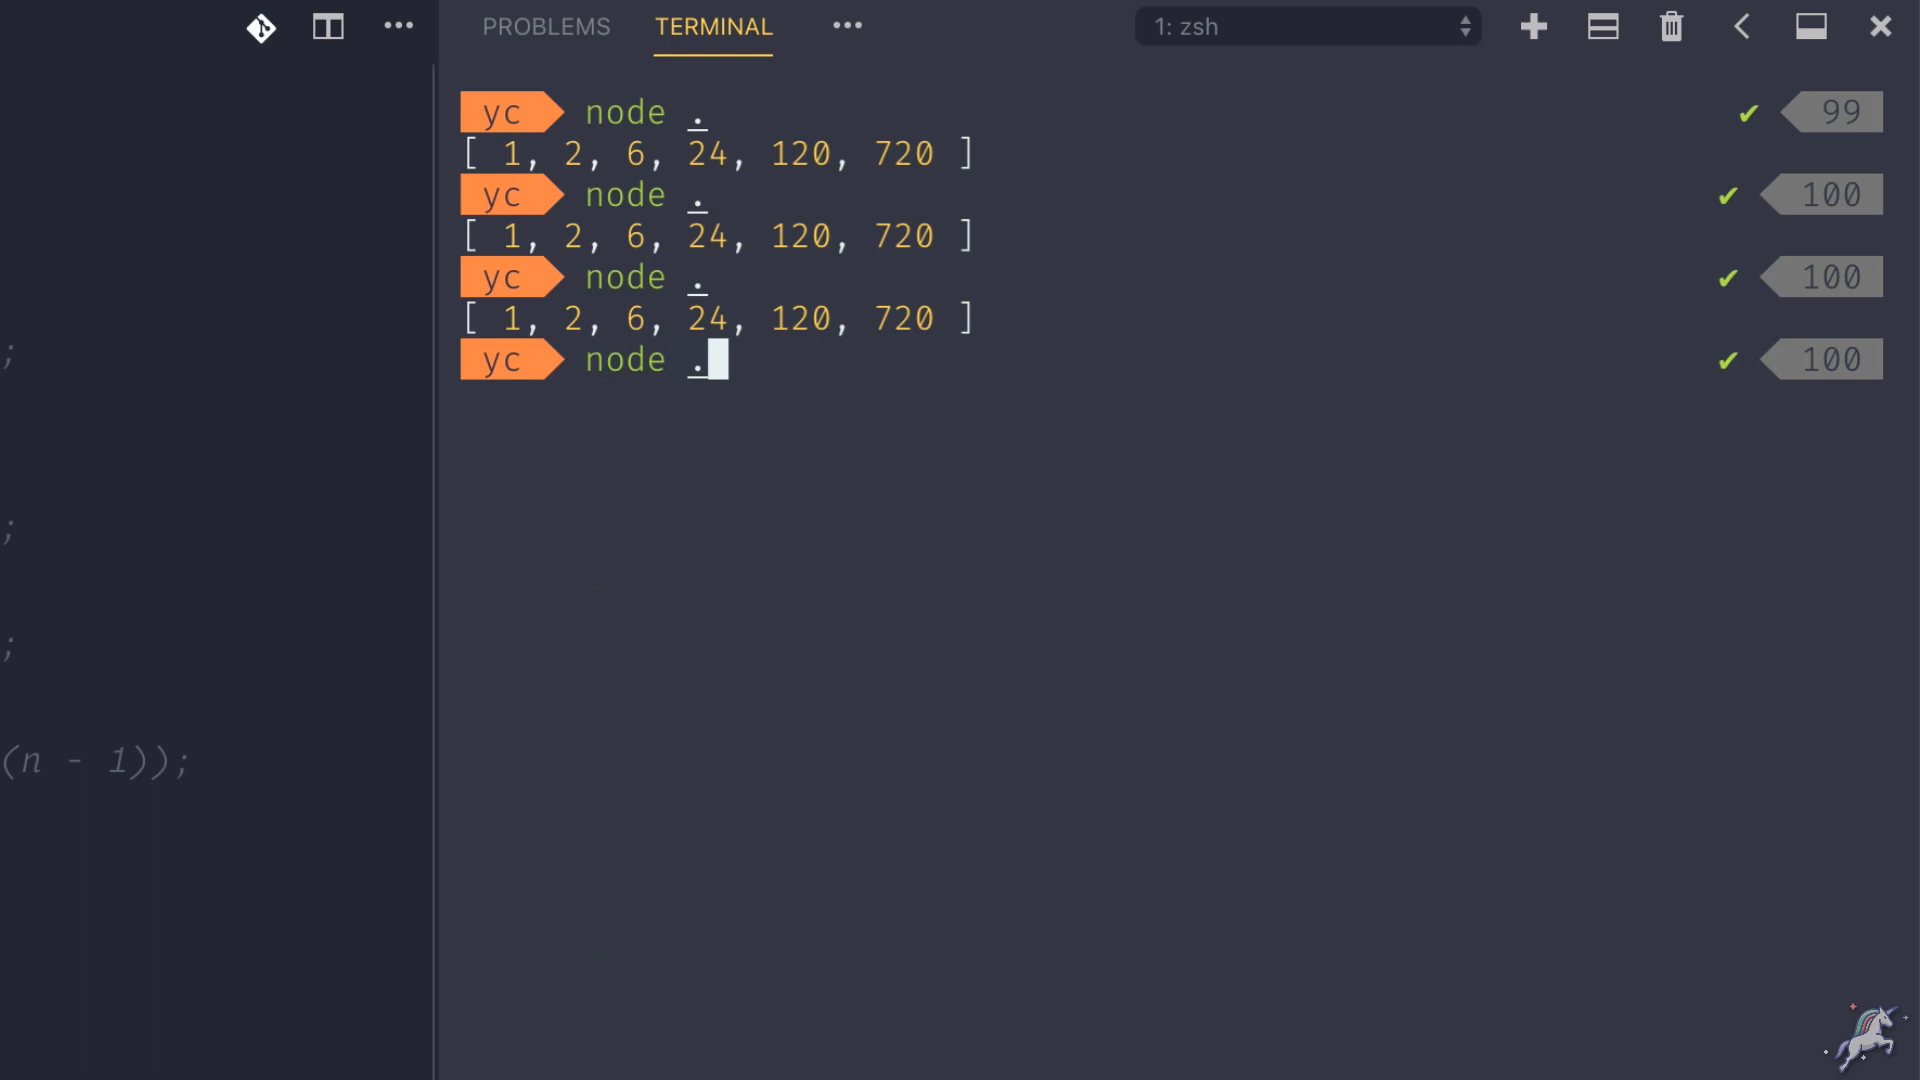 PROBLEMS TERMINAL ••• 1: zsh
yc node . ✔ 99
[ 1, 2, 6, 24, 120, 720 ]
yc node . ✔ 100
[ 1, 2, 6, 24, 120, 720 ]
yc node . ✔ 100
[ 1, 2, 6, 24, 120, 720 ]
yc node . ✔ 100
;
;
;
(n - 1));